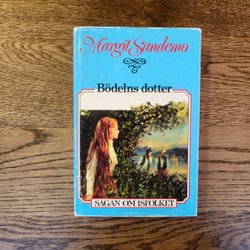 Margit Sandemo
Bödelns dotter
SAGAN OM ISFOLKET